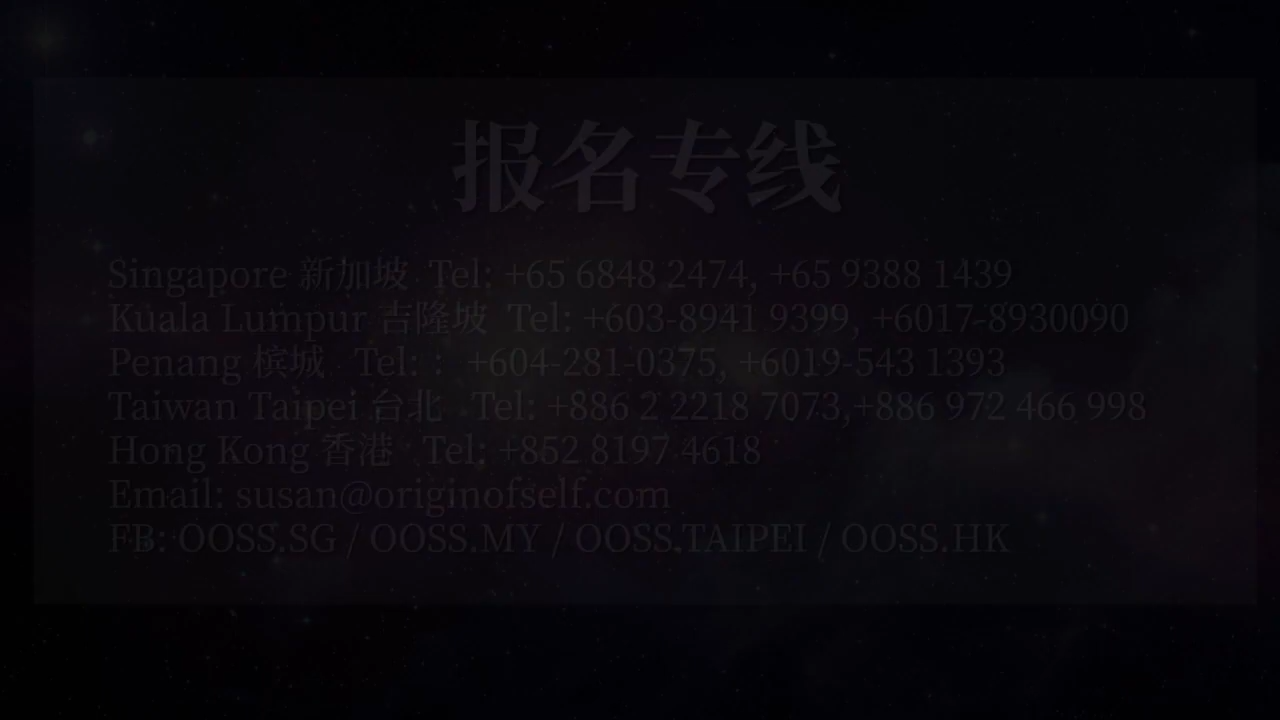 报名专线
Singapore 新加坡 Tel: +65 6848 2474, +65 9388 1439
Kuala Lumpur 吉隆坡 Tel: +603-8941 9399, +6017-8930090
Penang 槟城 Tel: : +604-281-0375, +6019-543 1393
Taiwan Taipei 台北 Tel: +886 2 2218 7073,+886 972 466 998
Hong Kong 香港 Tel: +852 8197 4618
Email: susan@originofself.com
FB: OOSS.SG / OOSS.MY / OOSS.TAIPEI / OOSS.HK